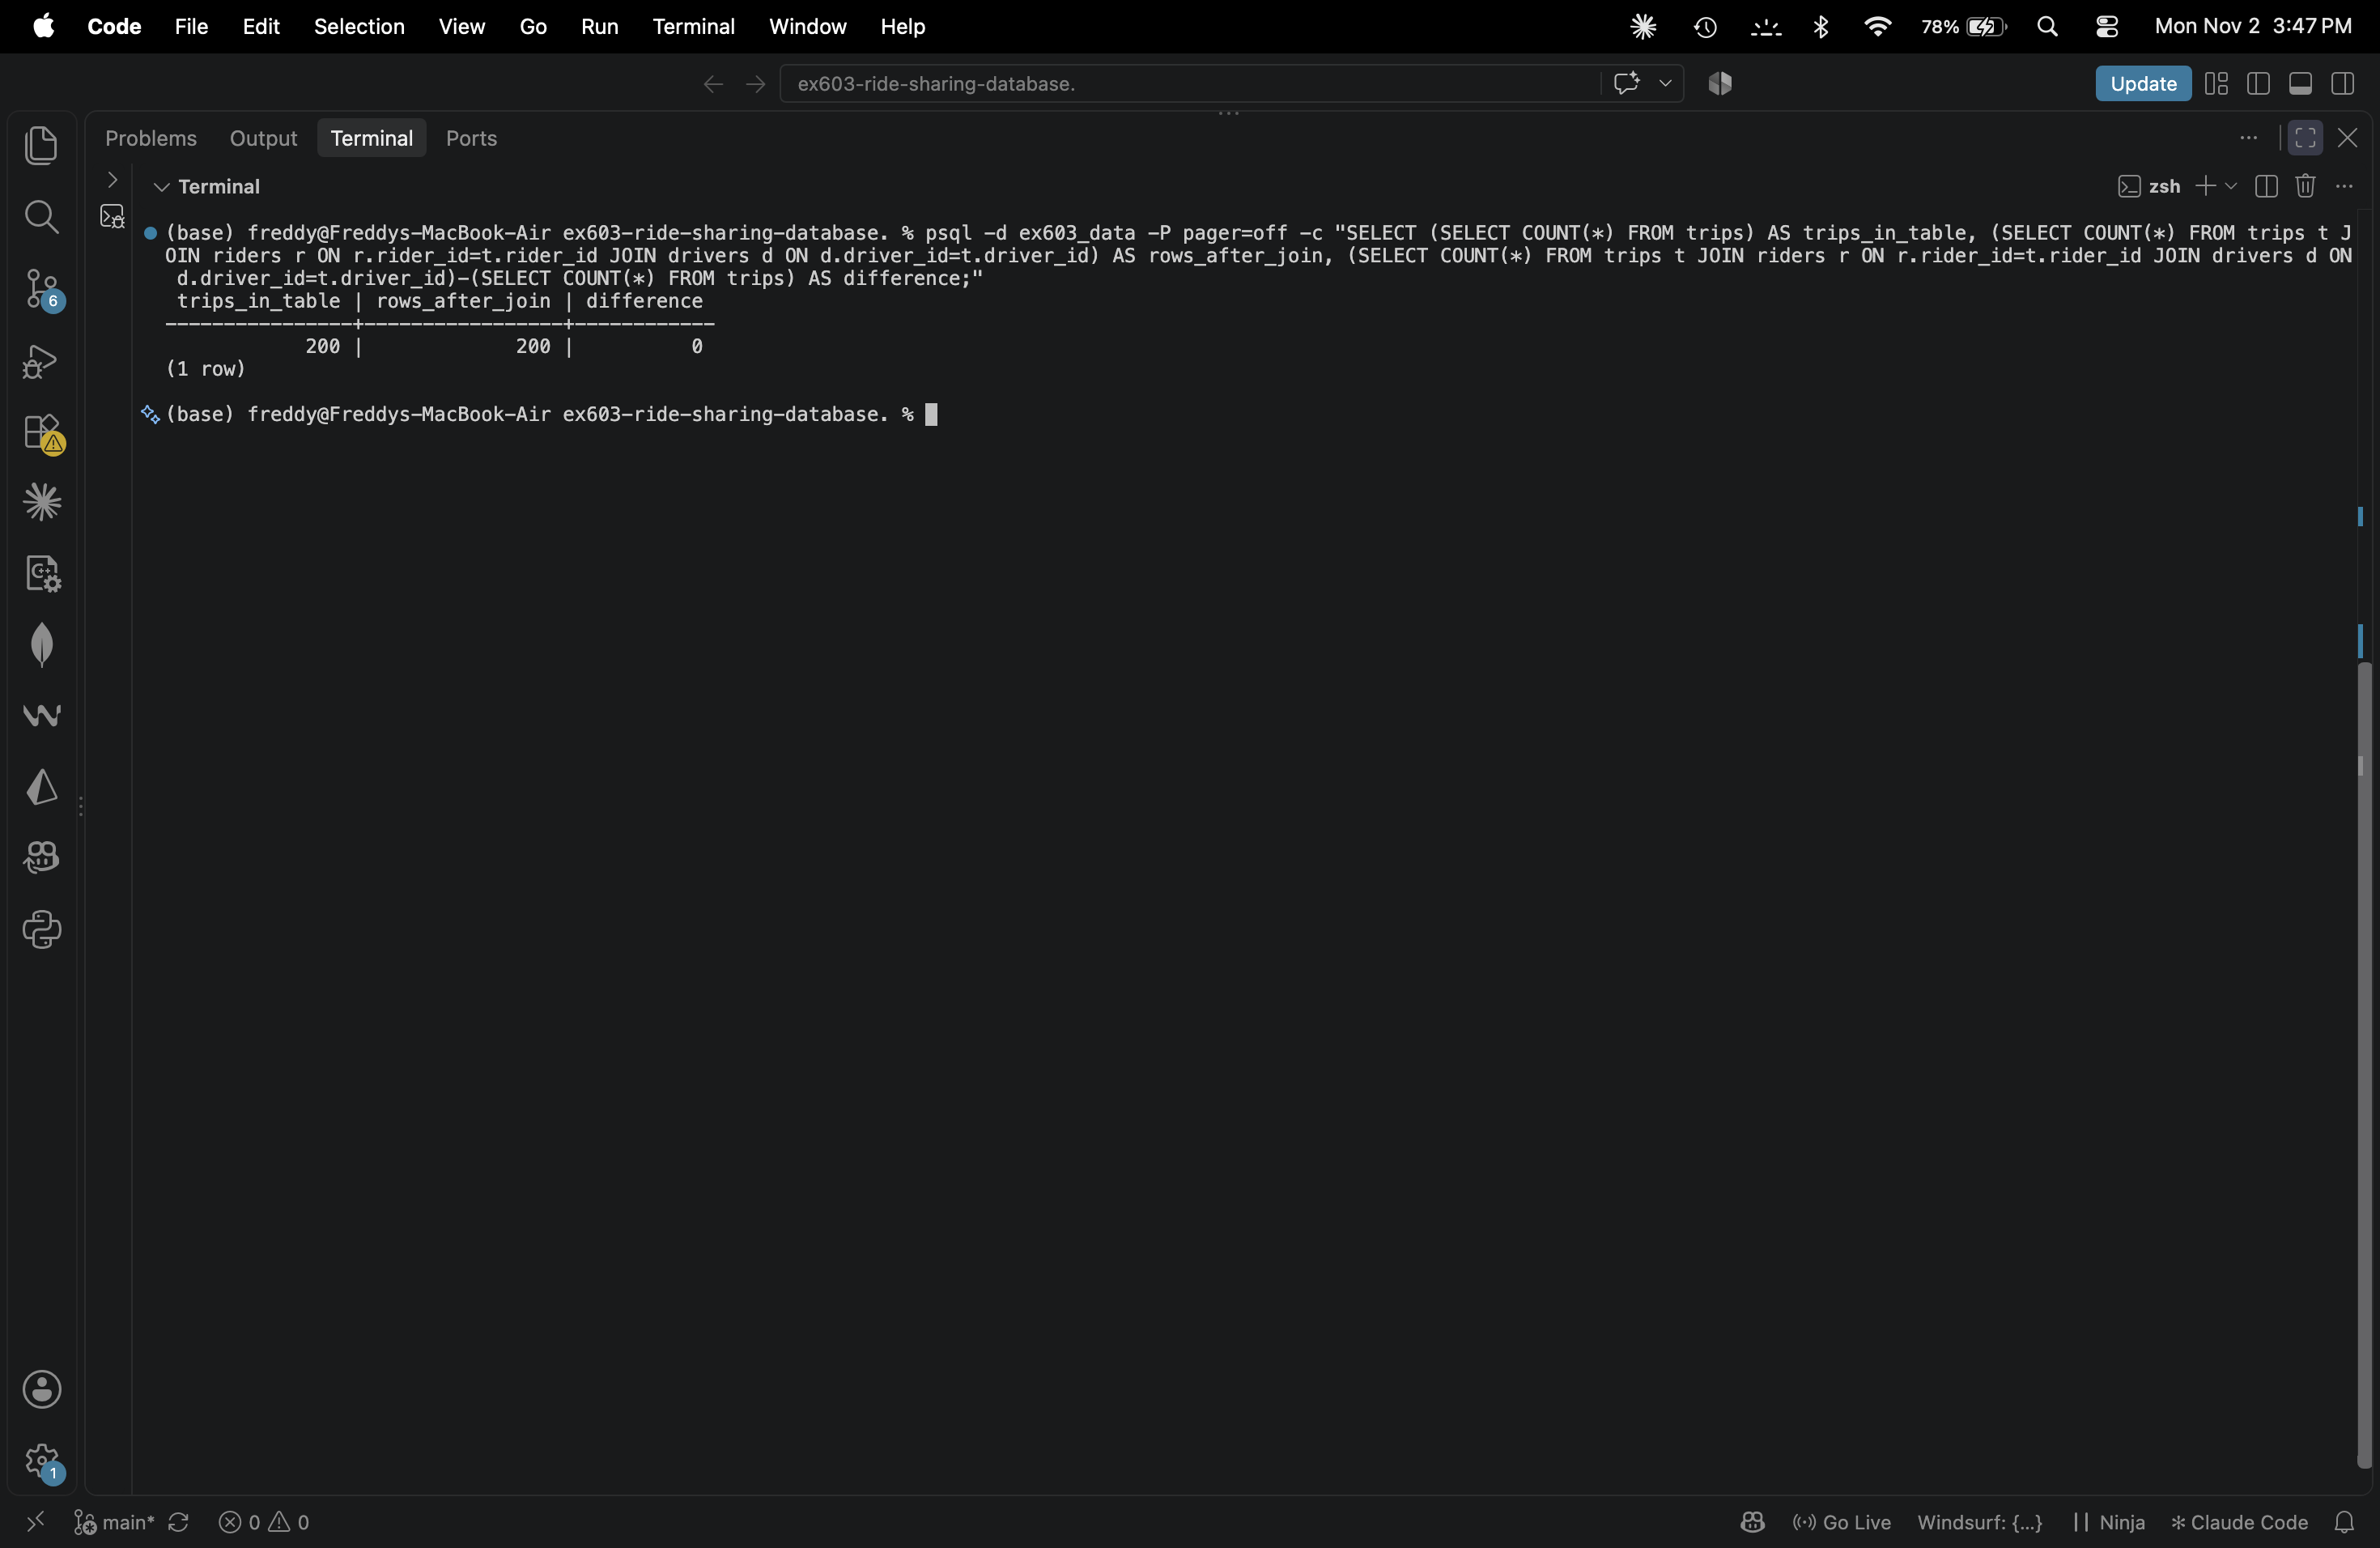 Code File Edit Selection View Go Run Terminal Window Help 78% Mon Nov 2 3:47 PM
ex603-ride-sharing-database. Update
Problems Output Terminal Ports
Terminal zsh
(base) freddy@Freddys-MacBook-Air ex603-ride-sharing-database. % psql -d ex603_data -P pager=off -c "SELECT (SELECT COUNT(*) FROM trips) AS trips_in_table, (SELECT COUNT(*) FROM trips t J
OIN riders r ON r.rider_id=t.rider_id JOIN drivers d ON d.driver_id=t.driver_id) AS rows_after_join, (SELECT COUNT(*) FROM trips t JOIN riders r ON r.rider_id=t.rider_id JOIN drivers d ON
d.driver_id=t.driver_id)-(SELECT COUNT(*) FROM trips) AS difference;"
trips_in_table | rows_after_join | difference
----------------+-----------------+------------
200 | 200 | 0
(1 row)
(base) freddy@Freddys-MacBook-Air ex603-ride-sharing-database. %
6
C++
1
main* 0 0 Go Live Windsurf: {...} Ninja Claude Code